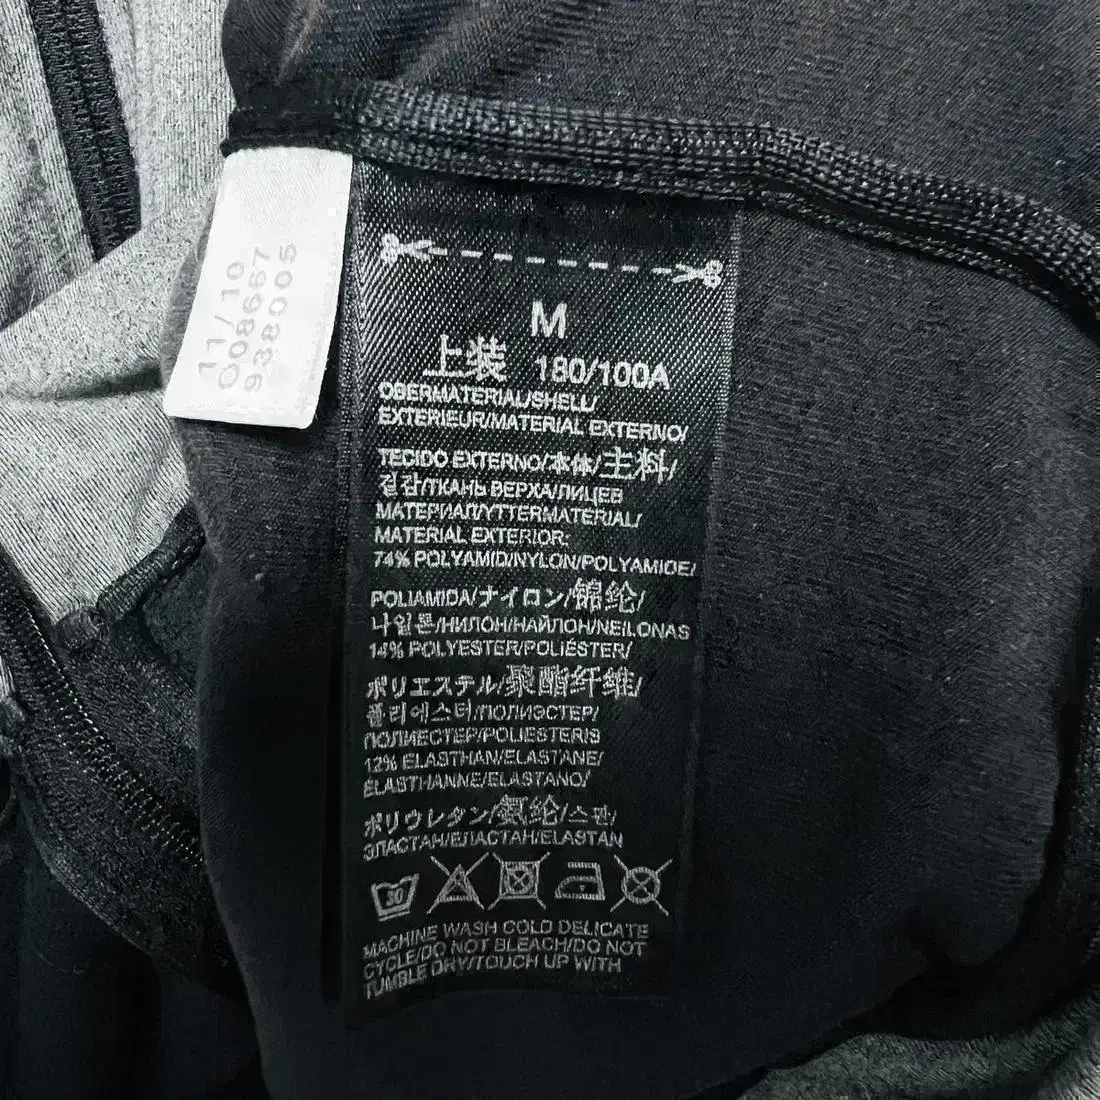 11/10
008667
938005
M
上装 180/100A
OBERMATERIAL/SHELL/
EXTERIEUR/MATERIAL EXTERNO/
TECIDO EXTERNO/本体/主料/
겉감/ТКАНЬ ВЕРХА/ЛИЦЕВ
МАТЕРИАЛ/YTTERMATERIAL/
MATERIAL EXTERIOR:
74% POLYAMID/NYLON/POLYAMIDE/
POLIAMIDA/ナイロン/锦纶/
나일론/НИЛОН/НАЙЛОН/NEILONAS
14% POLYESTER/POLIÉSTER/
ポリエステル/聚酯纤维/
폴리에스터/ПОЛИЭСТЕР/
ПОЛИЕСТЕР/POLIESTERIS
12% ELASTHAN/ELASTANE/
ÉLASTHANNE/ELASTANO/
ポリウレタン/氨纶/스판/
ЭЛАСТАН/ЕЛАСТАН/ELASTAN
30
MACHINE WASH COLD DELICATE
CYCLE/DO NOT BLEACH/DO NOT
TUMBLE DRY/TOUCH UP WITH